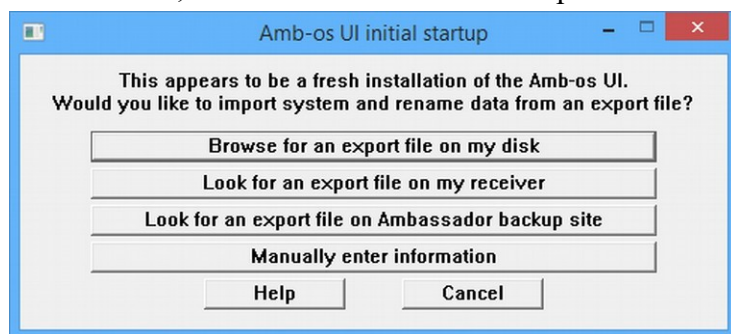 Amb-os UI initial startup
This appears to be a fresh installation of the Amb-os UI.
Would you like to import system and rename data from an export file?
Browse for an export file on my disk
Look for an export file on my receiver
Look for an export file on Ambassador backup site
Manually enter information
Help Cancel